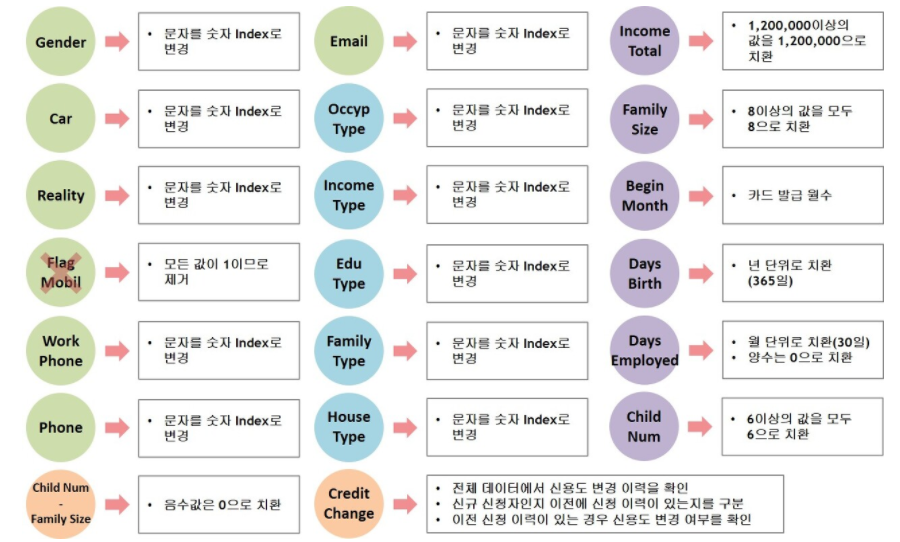 Gender
• 문자를 숫자 Index로
변경
Email
• 문자를 숫자 Index로
변경
Income
Total
• 1,200,000이상의
값을 1,200,000으로
치환
Car
• 문자를 숫자 Index로
변경
Occyp
Type
• 문자를 숫자 Index로
변경
Family
Size
• 8이상의 값을 모두
8으로 치환
Reality
• 문자를 숫자 Index로
변경
Income
Type
• 문자를 숫자 Index로
변경
Begin
Month
• 카드 발급 월수
Flag
Mobil
• 모든 값이 1이므로
제거
Edu
Type
• 문자를 숫자 Index로
변경
Days
Birth
• 년 단위로 치환
(365일)
Work
Phone
• 문자를 숫자 Index로
변경
Family
Type
• 문자를 숫자 Index로
변경
Days
Employed
• 월 단위로 치환(30일)
• 양수는 0으로 치환
Phone
• 문자를 숫자 Index로
변경
House
Type
• 문자를 숫자 Index로
변경
Child
Num
• 6이상의 값을 모두
6으로 치환
Child Num
-
Family Size
• 음수값은 0으로 치환
Credit
Change
• 전체 데이터에서 신용도 변경 이력을 확인
• 신규 신청자인지 이전에 신청 이력이 있는지를 구분
• 이전 신청 이력이 있는 경우 신용도 변경 여부를 확인